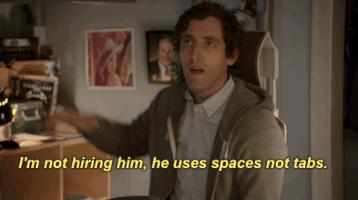 I'm not hiring him, he uses spaces not tabs.